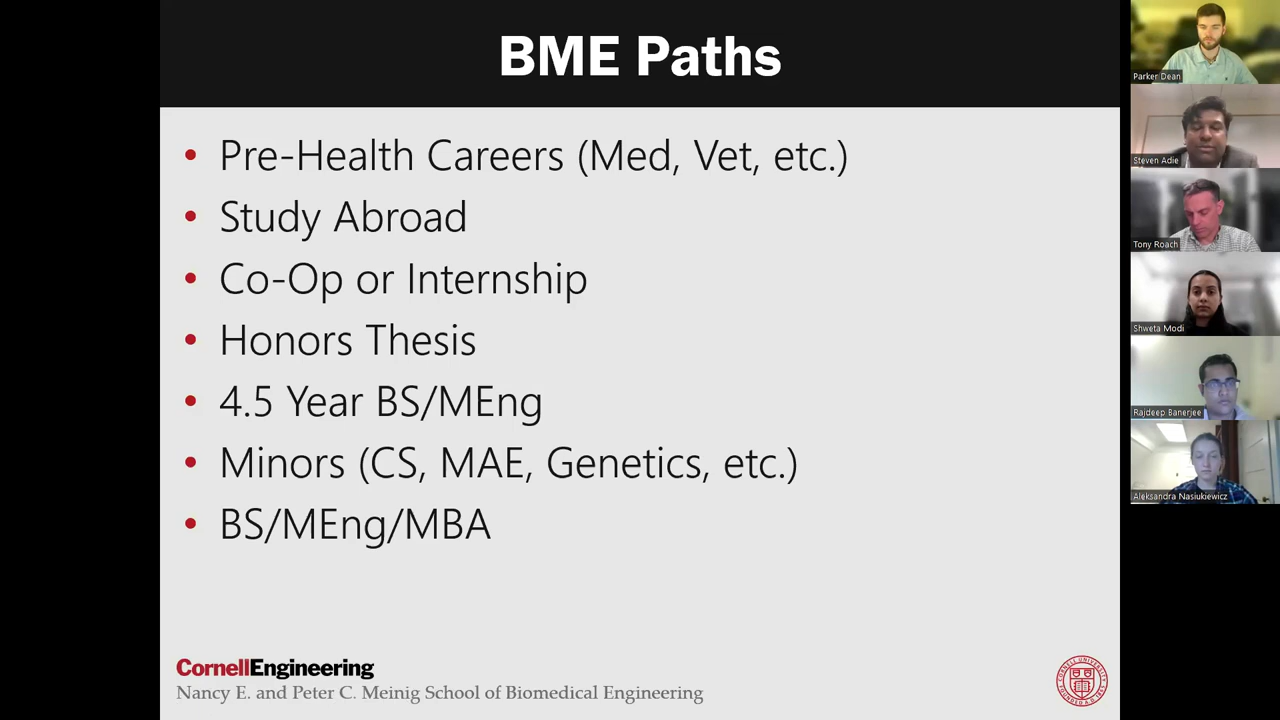 BME Paths
• Pre-Health Careers (Med, Vet, etc.)
• Study Abroad
• Co-Op or Internship
• Honors Thesis
• 4.5 Year BS/MEng
• Minors (CS, MAE, Genetics, etc.)
• BS/MEng/MBA
CornellEngineering
Nancy E. and Peter C. Meinig School of Biomedical Engineering
Parker Dean
Steven Adie
Tony Roach
Shweta Modi
Rajdeep Banerjee
Aleksandra Nasiukiewicz